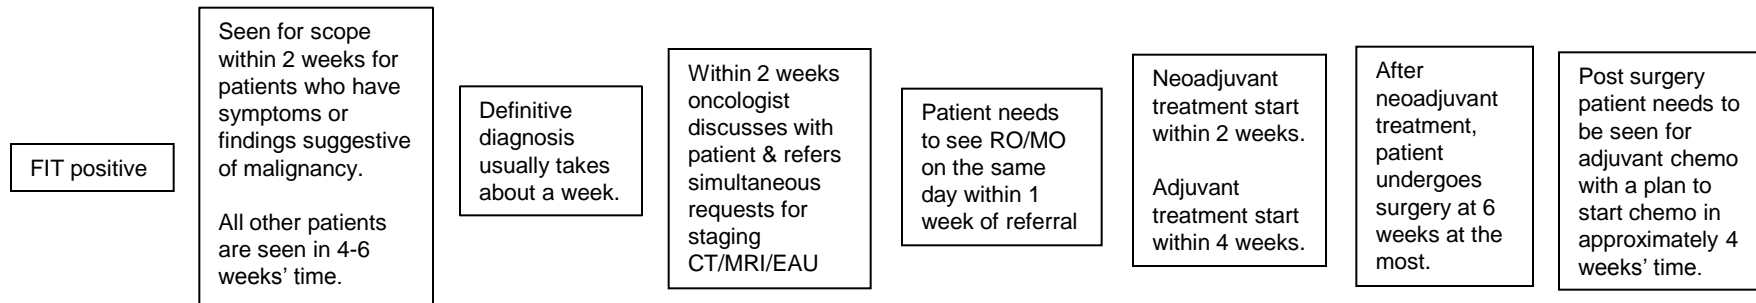 FIT positive
Seen for scope
within 2 weeks for
patients who have
symptoms or
findings suggestive
of malignancy.
All other patients
are seen in 4-6
weeks' time.
Definitive
diagnosis
usually takes
about a week.
Within 2 weeks
oncologist
discusses with
patient & refers
simultaneous
requests for
staging
CT/MRI/EAU
Patient needs
to see RO/MO
on the same
day within 1
week of referral
Neoadjuvant
treatment start
within 2 weeks.
Adjuvant
treatment start
within 4 weeks.
After
neoadjuvant
treatment,
patient
undergoes
surgery at 6
weeks at the
most.
Post surgery
patient needs to
be seen for
adjuvant chemo
with a plan to
start chemo in
approximately 4
weeks' time.